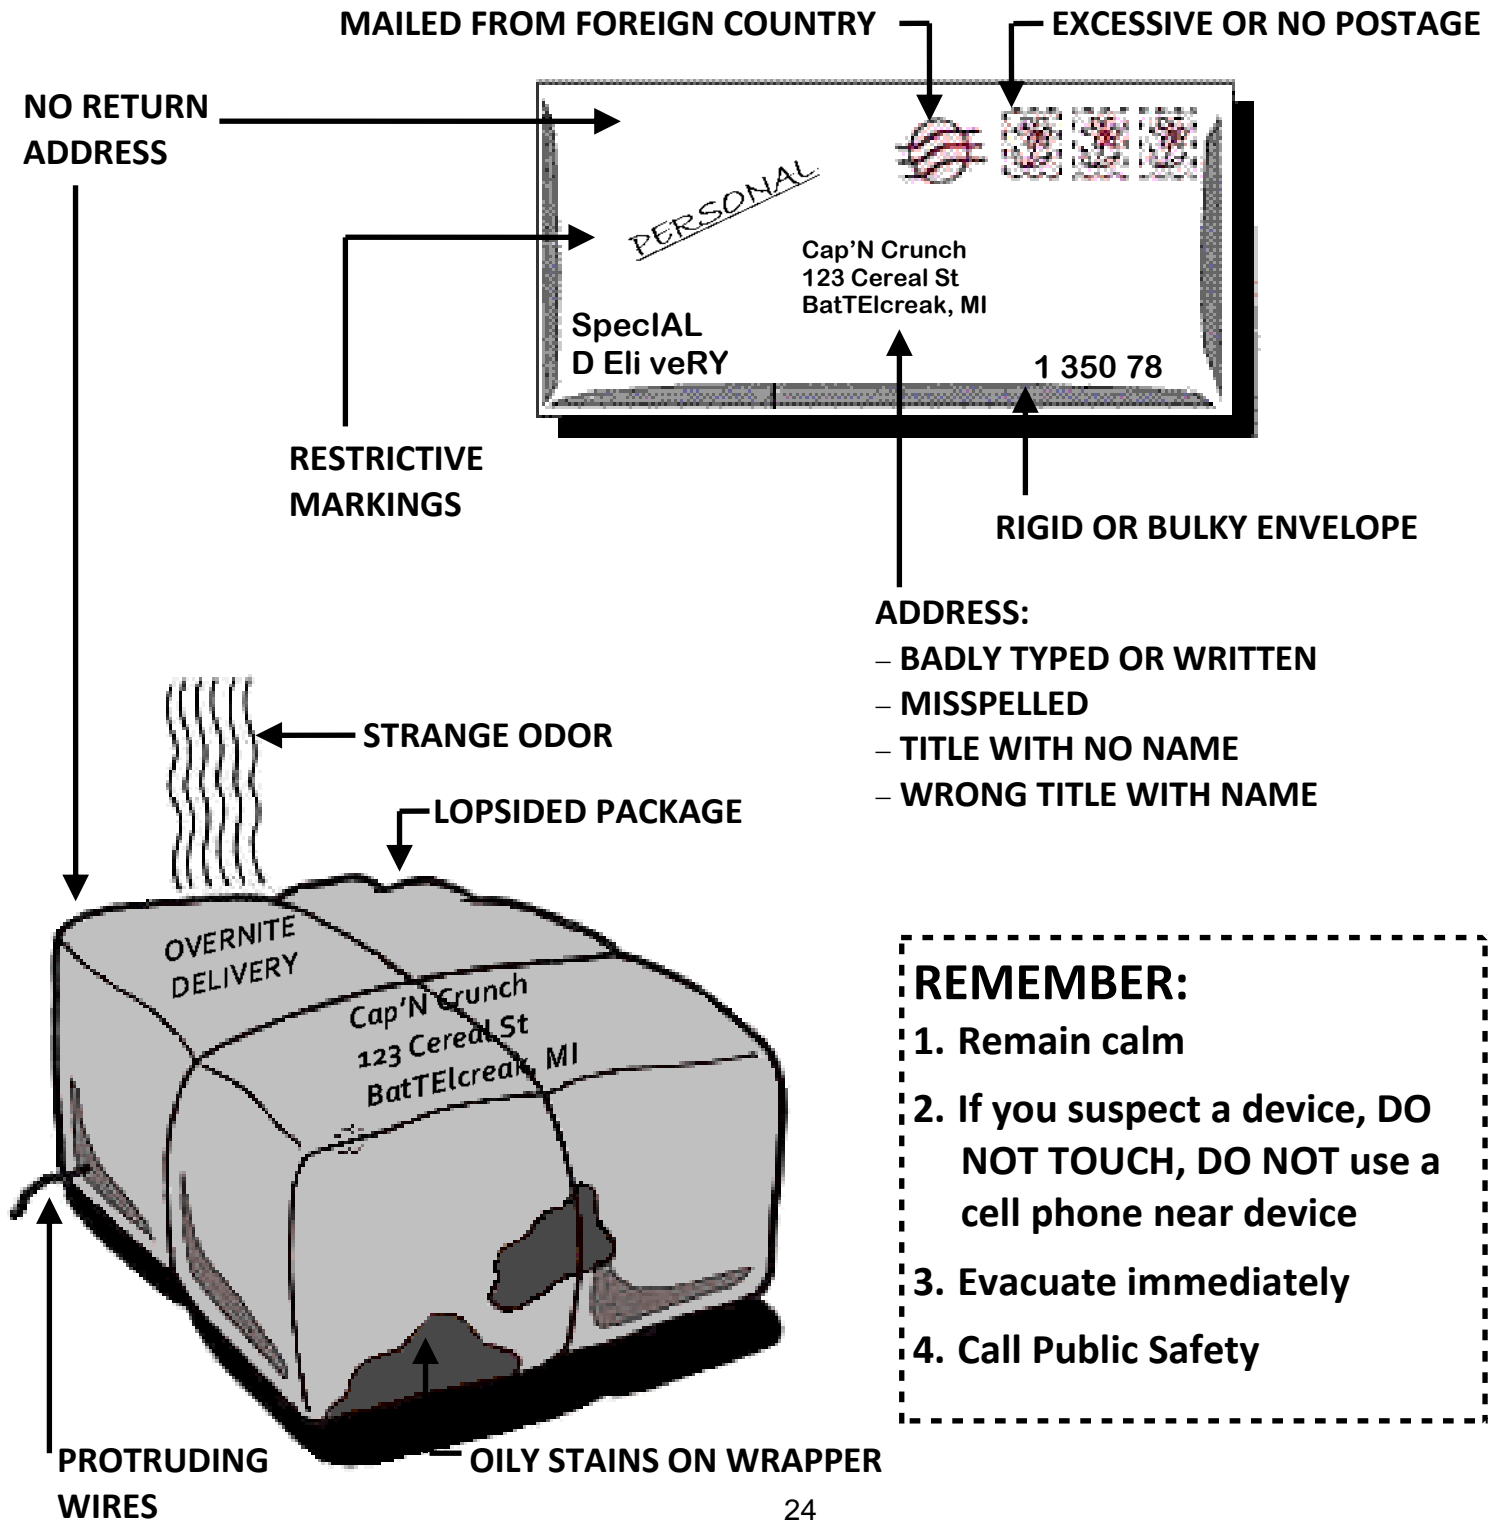 MAILED FROM FOREIGN COUNTRY
EXCESSIVE OR NO POSTAGE
NO RETURN
ADDRESS
PERSONAL
Cap'N Crunch
123 Cereal St
BatTElcreak, MI
SpecIAL
D Eli veRY
1 350 78
RESTRICTIVE
MARKINGS
RIGID OR BULKY ENVELOPE
ADDRESS:
– BADLY TYPED OR WRITTEN
– MISSPELLED
– TITLE WITH NO NAME
– WRONG TITLE WITH NAME
STRANGE ODOR
LOPSIDED PACKAGE
OVERNITE
DELIVERY
Cap'N Crunch
123 Cereal St
BatTElcreak, MI
REMEMBER:
1. Remain calm
2. If you suspect a device, DO
NOT TOUCH, DO NOT use a
cell phone near device
3. Evacuate immediately
4. Call Public Safety
PROTRUDING
WIRES
OILY STAINS ON WRAPPER
24